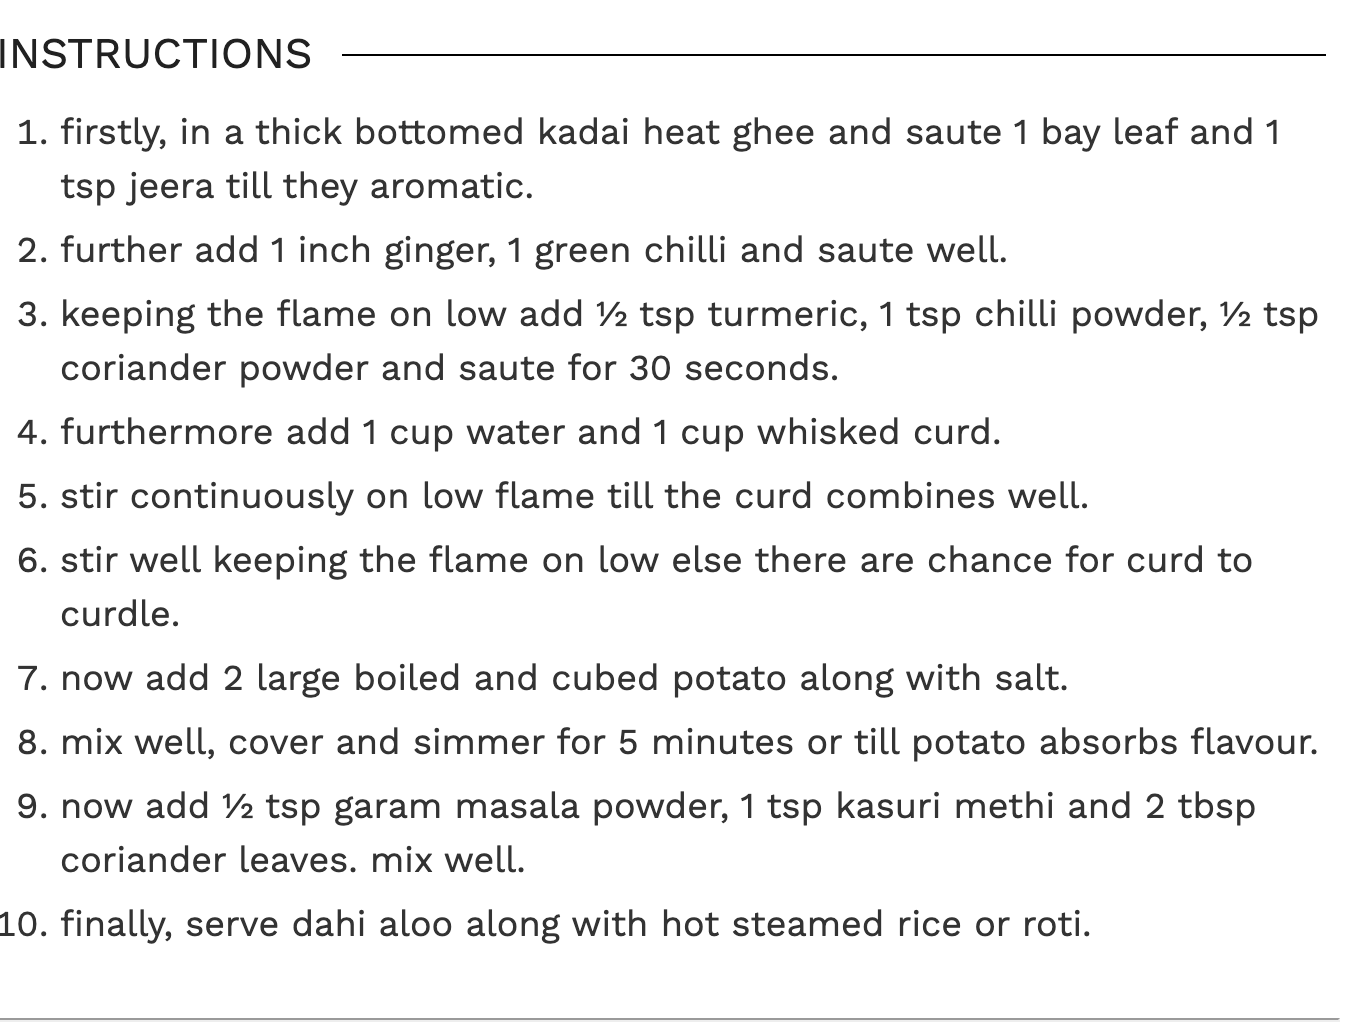 INSTRUCTIONS
1. firstly, in a thick bottomed kadai heat ghee and saute 1 bay leaf and 1
tsp jeera till they aromatic.
2. further add 1 inch ginger, 1 green chilli and saute well.
3. keeping the flame on low add ½ tsp turmeric, 1 tsp chilli powder, ½ tsp
coriander powder and saute for 30 seconds.
4. furthermore add 1 cup water and 1 cup whisked curd.
5. stir continuously on low flame till the curd combines well.
6. stir well keeping the flame on low else there are chance for curd to
curdle.
7. now add 2 large boiled and cubed potato along with salt.
8. mix well, cover and simmer for 5 minutes or till potato absorbs flavour.
9. now add ½ tsp garam masala powder, 1 tsp kasuri methi and 2 tbsp
coriander leaves. mix well.
10. finally, serve dahi aloo along with hot steamed rice or roti.